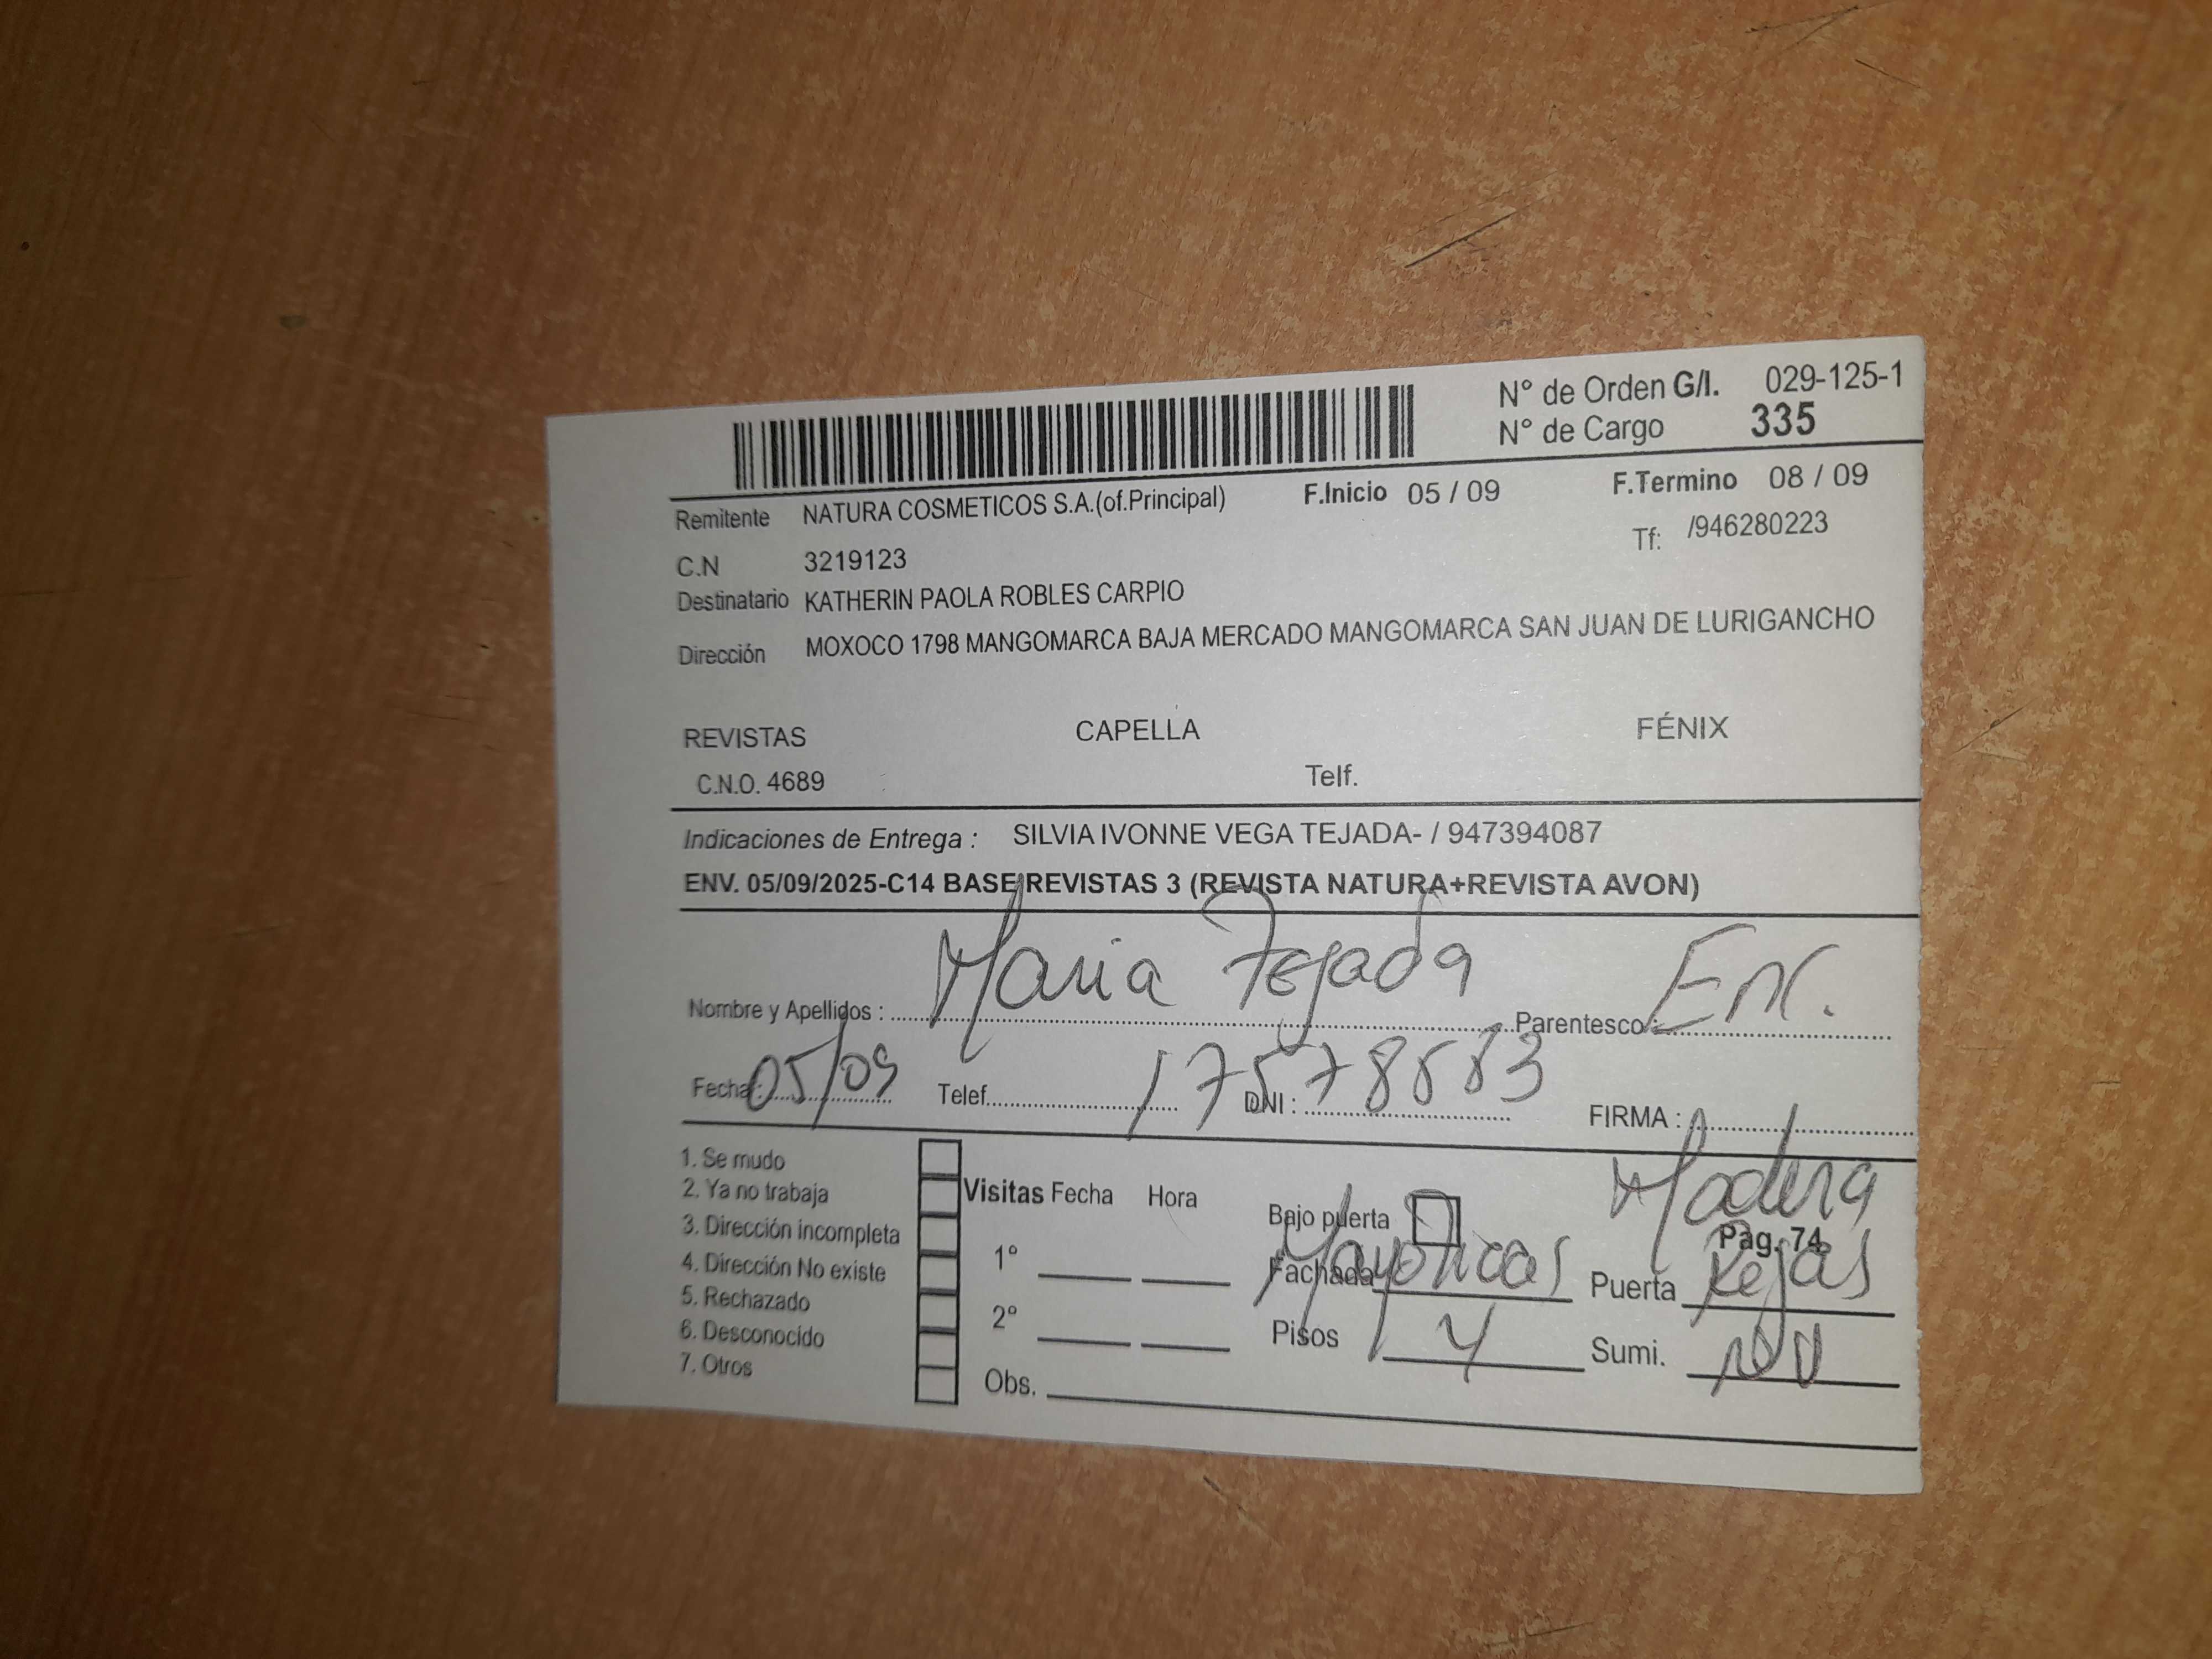 N° de Orden G/I. 029-125-1
N° de Cargo 335
Remitente NATURA COSMETICOS S.A.(of.Principal) F.Inicio 05 / 09 F.Termino 08 / 09
C.N 3219123 Tf: /946280223
Destinatario KATHERIN PAOLA ROBLES CARPIO
Dirección MOXOCO 1798 MANGOMARCA BAJA MERCADO MANGOMARCA SAN JUAN DE LURIGANCHO
REVISTAS CAPELLA FÉNIX
C.N.O. 4689 Telf.
Indicaciones de Entrega : SILVIA IVONNE VEGA TEJADA- / 947394087
ENV. 05/09/2025-C14 BASE REVISTAS 3 (REVISTA NATURA+REVISTA AVON)
Nombre y Apellidos : Maria Tejada Parentesco : Enc.
Fecha : 05/09 Telef. DNI : FIRMA :
1. Se mudo
2. Ya no trabaja
3. Dirección incompleta
4. Dirección No existe
5. Rechazado
6. Desconocido
7. Otros
Visitas Fecha Hora
1°
2°
Obs.
Bajo puerta Madera
Pag. 74
Fachada Mayolicas Puerta Rejas
Pisos 4 Sumi.